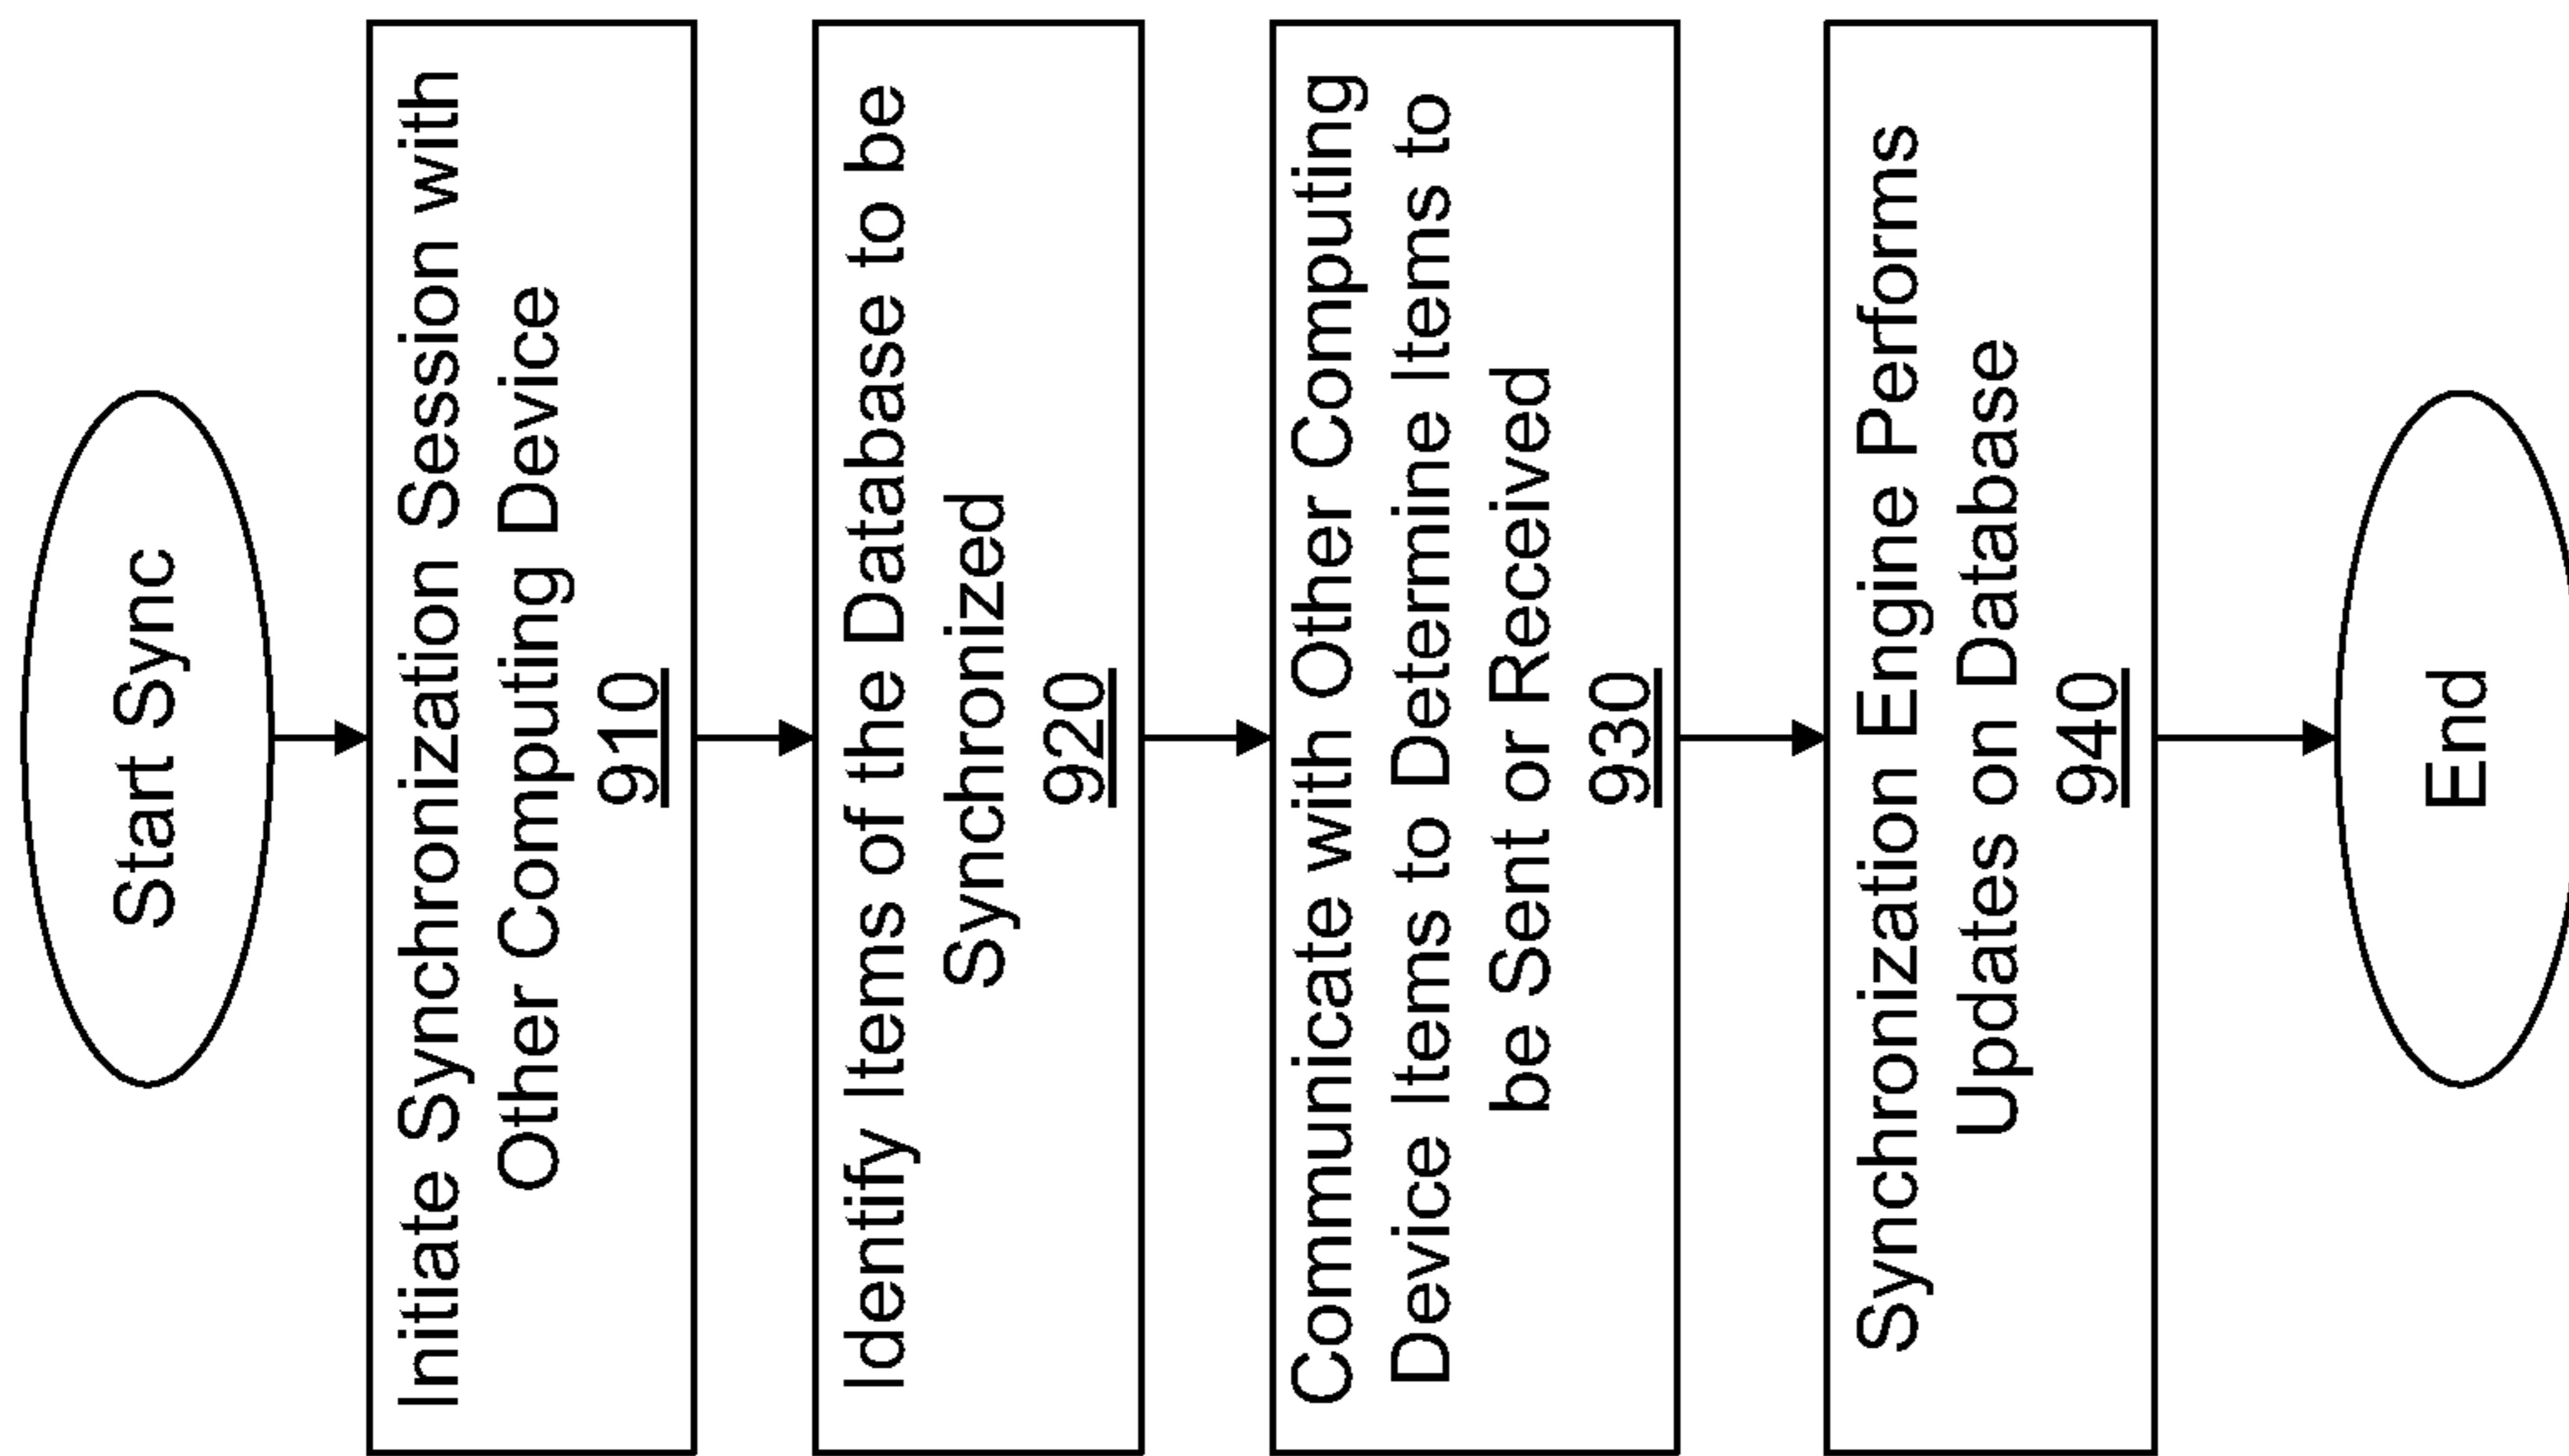 Start Sync
Initiate Synchronization Session with
Other Computing Device
910
Identify Items of the Database to be
Synchronized
920
Communicate with Other Computing
Device Items to Determine Items to
be Sent or Received
930
Synchronization Engine Performs
Updates on Database
940
End